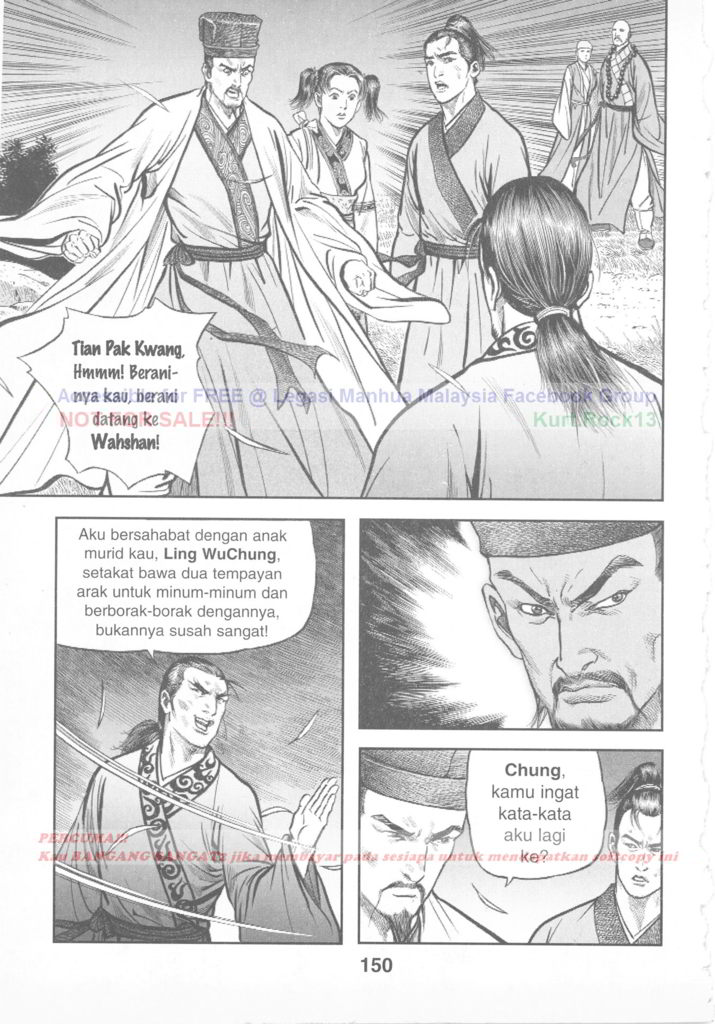 Tian Pak Kwang,
Hmmm! Berani-
nya kau, berani
datang ke
Wahshan!
for FREE @ Legasi Manhua Malaysia Facebook Group
NOT FOR SALE!!!
Kurt Rock13
Aku bersahabat dengan anak
murid kau, Ling WuChung,
setakat bawa dua tempayan
arak untuk minum-minum dan
berborak-borak dengannya,
bukannya susah sangat!
Chung,
kamu ingat
kata-kata
aku lagi
ke?
PERCUMA!!
Kau BANGANG SANGAT2 jika membayar pada sesiapa untuk mendapatkan softcopy ini
150